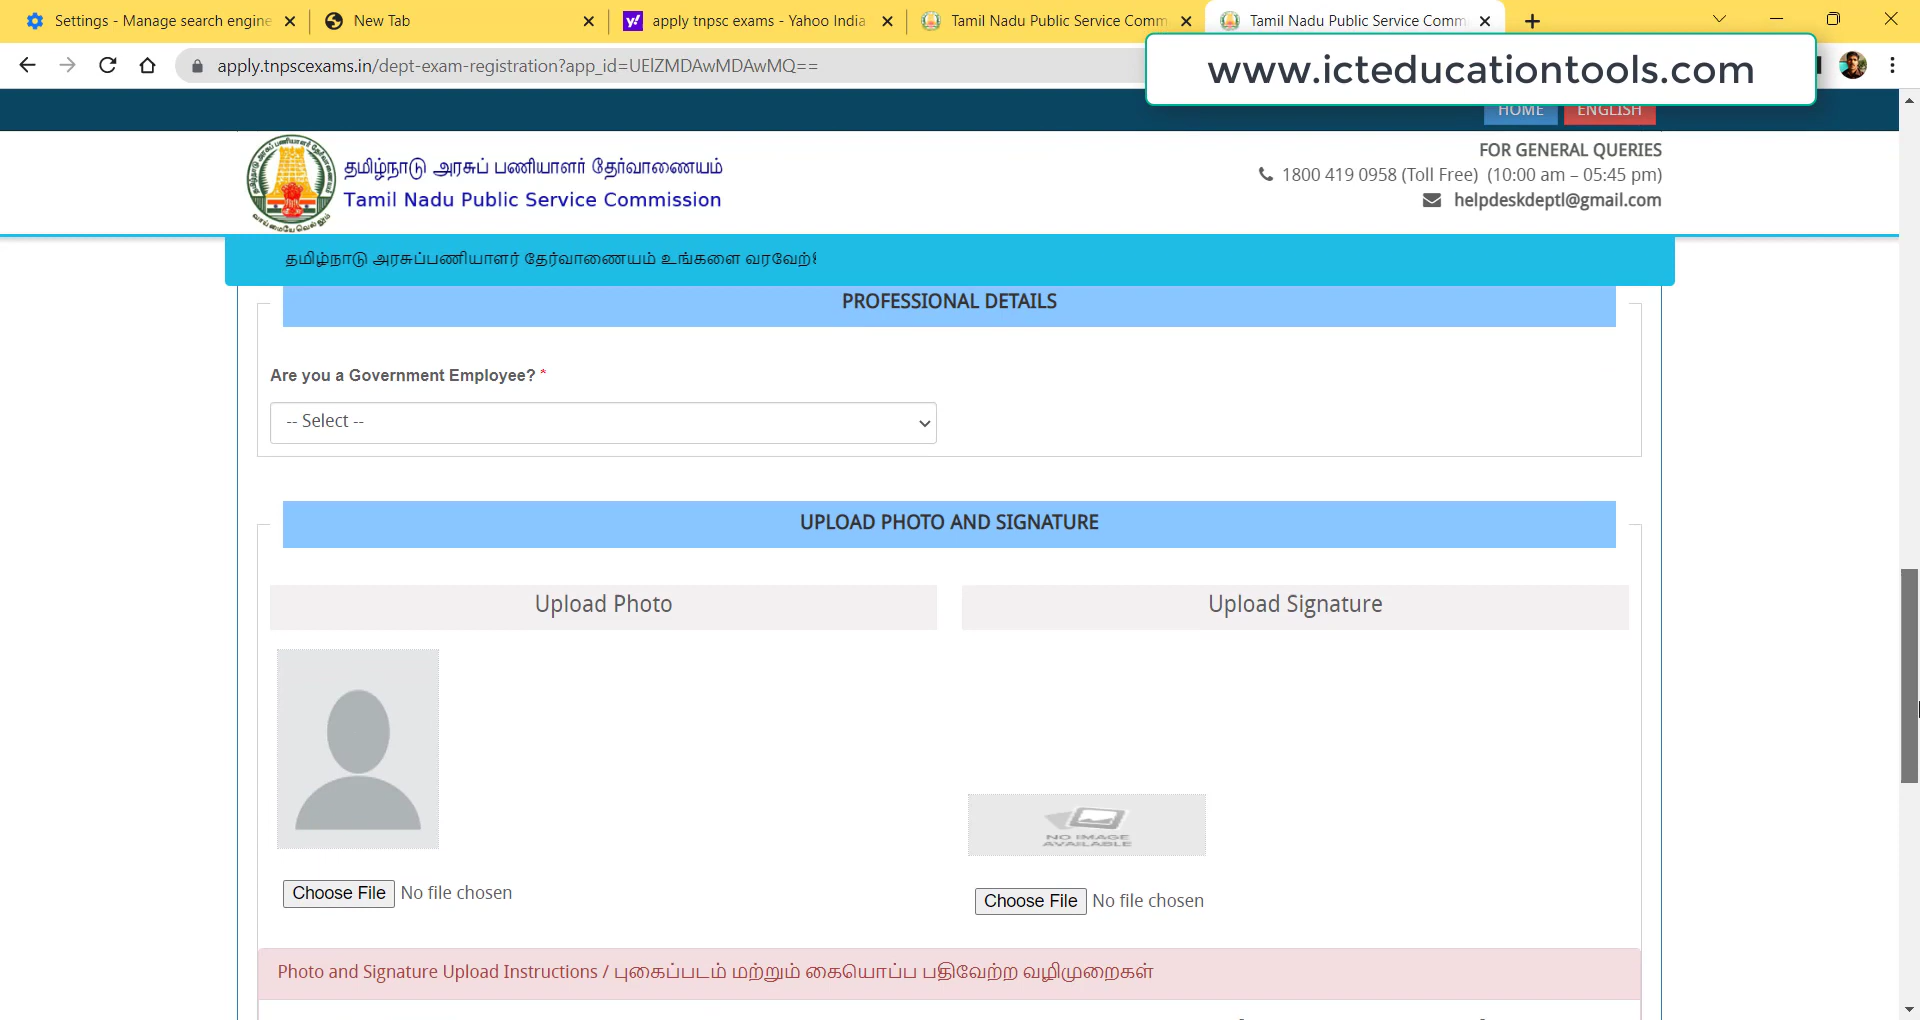 Settings - Manage search engine
New Tab
apply tnpsc exams - Yahoo India
Tamil Nadu Public Service Comm
Tamil Nadu Public Service Comm
apply.tnpscexams.in/dept-exam-registration?app_id=UElZMDAwMDAwMQ==
www.icteducationtools.com
HOME
ENGLISH
தமிழ்நாடு அரசுப் பணியாளர் தேர்வாணையம்
Tamil Nadu Public Service Commission
FOR GENERAL QUERIES
1800 419 0958 (Toll Free) (10:00 am – 05:45 pm)
helpdeskdeptl@gmail.com
வாய்மையே வெல்லும்
தமிழ்நாடு அரசுப்பணியாளர் தேர்வாணையம் உங்களை
PROFESSIONAL DETAILS
Are you a Government Employee? *
-- Select --
UPLOAD PHOTO AND SIGNATURE
Upload Photo
Upload Signature
NO IMAGE
AVAILABLE
Choose File No file chosen
Choose File No file chosen
Photo and Signature Upload Instructions / புகைப்படம் மற்றும் கையொப்ப பதிவேற்ற வழிமுறைகள்